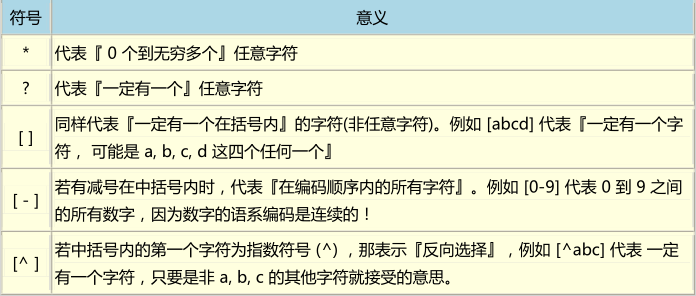 符号 意义
* 代表『 0 个到无穷多个』任意字符
? 代表『一定有一个』任意字符
[ ] 同样代表『一定有一个在括号内』的字符(非任意字符)。例如 [abcd] 代表『一定有一个字
符， 可能是 a, b, c, d 这四个任何一个』
[ - ] 若有减号在中括号内时，代表『在编码顺序内的所有字符』。例如 [0-9] 代表 0 到 9 之间
的所有数字，因为数字的语系编码是连续的！
[^ ] 若中括号内的第一个字符为指数符号 (^) ，那表示『反向选择』，例如 [^abc] 代表 一定
有一个字符，只要是非 a, b, c 的其他字符就接受的意思。